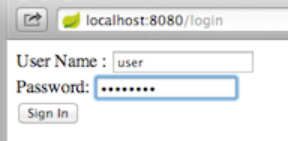 localhost:8080/login
User Name : user
Password: ••••••••
Sign In